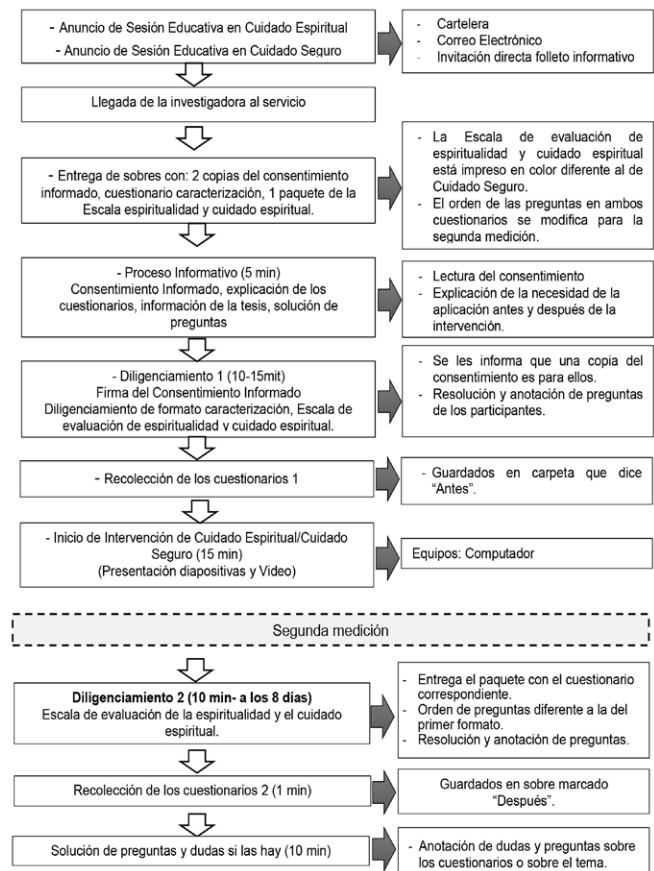 - Anuncio de Sesión Educativa en Cuidado Espiritual
- Anuncio de Sesión Educativa en Cuidado Seguro
- Cartelera
- Correo Electrónico
- Invitación directa folleto informativo
Llegada de la investigadora al servicio
- Entrega de sobres con: 2 copias del consentimiento
informado, cuestionario caracterización, 1 paquete de la
Escala espiritualidad y cuidado espiritual.
- La Escala de evaluación de
espiritualidad y cuidado espiritual
está impreso en color diferente al de
Cuidado Seguro.
- El orden de las preguntas en ambos
cuestionarios se modifica para la
segunda medición.
- Proceso Informativo (5 min)
Consentimiento Informado, explicación de los
cuestionarios, información de la tesis, solución de
preguntas
- Lectura del consentimiento
- Explicación de la necesidad de la
aplicación antes y después de la
intervención.
- Diligenciamiento 1 (10-15mit)
Firma del Consentimiento Informado
Diligenciamiento de formato caracterización, Escala de
evaluación de espiritualidad y cuidado espiritual.
- Se les informa que una copia del
consentimiento es para ellos.
- Resolución y anotación de preguntas
de los participantes.
- Recolección de los cuestionarios 1
- Guardados en carpeta que dice
“Antes”.
- Inicio de Intervención de Cuidado Espiritual/Cuidado
Seguro (15 min)
(Presentación diapositivas y Video)
Equipos: Computador
Segunda medición
Diligenciamiento 2 (10 min- a los 8 días)
Escala de evaluación de la espiritualidad y el cuidado
espiritual.
- Entrega el paquete con el cuestionario
correspondiente.
- Orden de preguntas diferente a la del
primer formato.
- Resolución y anotación de preguntas.
Recolección de los cuestionarios 2 (1 min)
Guardados en sobre marcado
“Después”.
Solución de preguntas y dudas si las hay (10 min)
- Anotación de dudas y preguntas sobre
los cuestionarios o sobre el tema.